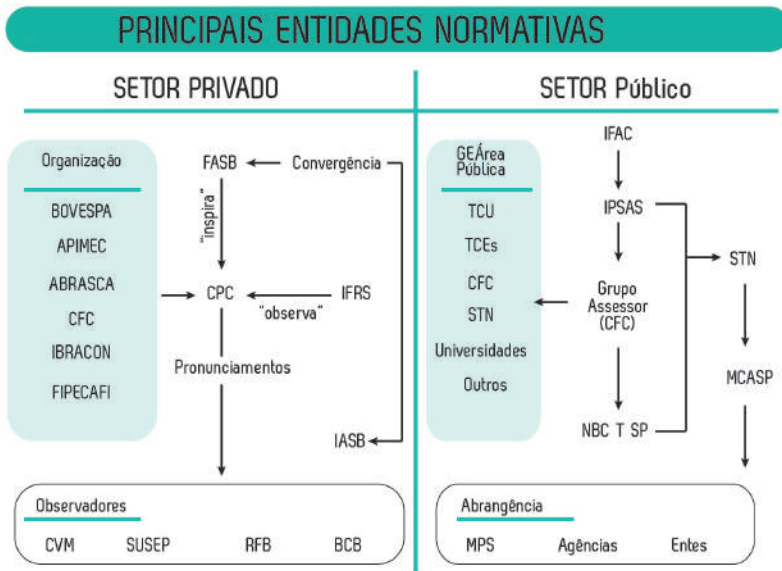 PRINCIPAIS ENTIDADES NORMATIVAS
SETOR PRIVADO
Organização
BOVESPA
APIMEC
ABRASCA
CFC
IBRACON
FIPECAFI
FASB
Convergência
"inspira"
CPC
IFRS
"observa"
Pronunciamentos
IASB
Observadores
CVM SUSEP RFB BCB
SETOR Público
GEÁrea
Pública
TCU
TCEs
CFC
STN
Universidades
Outros
IFAC
IPSAS
Grupo
Assessor
(CFC)
NBC T SP
STN
MCASP
Abrangência
MPS Agências Entes